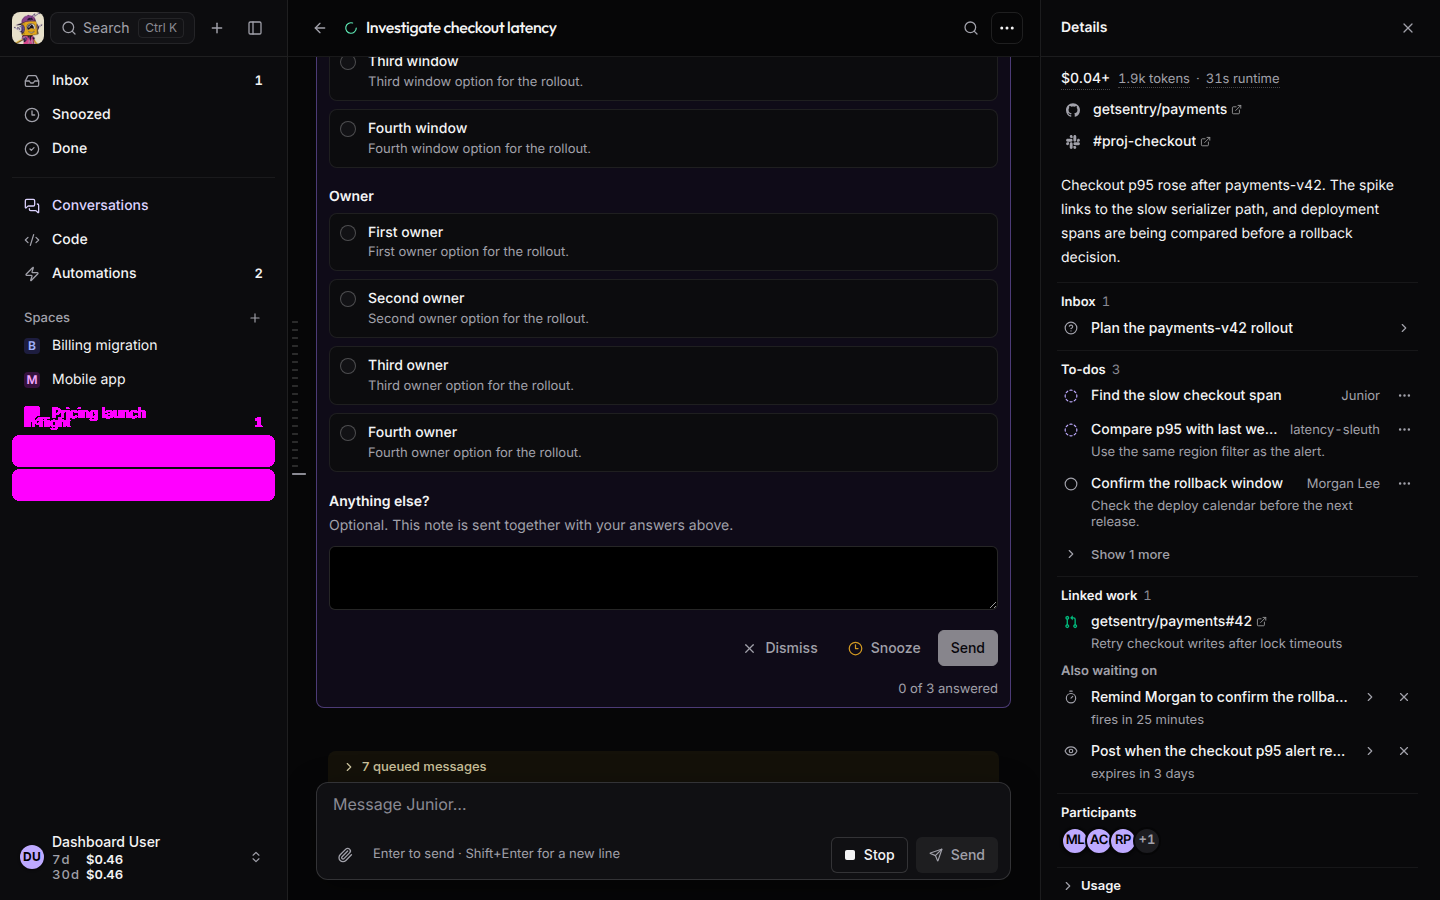 Search Ctrl K
Inbox 1
Snoozed
Done
Conversations
Code
Automations 2
Spaces
B Billing migration
M Mobile app
Pricing launch
1
DU Dashboard User
7d $0.46
30d $0.46
Investigate checkout latency
Third window
Third window option for the rollout.
Fourth window
Fourth window option for the rollout.
Owner
First owner
First owner option for the rollout.
Second owner
Second owner option for the rollout.
Third owner
Third owner option for the rollout.
Fourth owner
Fourth owner option for the rollout.
Anything else?
Optional. This note is sent together with your answers above.
Dismiss Snooze Send
0 of 3 answered
7 queued messages
Message Junior...
Enter to send · Shift+Enter for a new line
Stop Send
Details
$0.04+ 1.9k tokens · 31s runtime
getsentry/payments
#proj-checkout
Checkout p95 rose after payments-v42. The spike
links to the slow serializer path, and deployment
spans are being compared before a rollback
decision.
Inbox 1
Plan the payments-v42 rollout
To-dos 3
Find the slow checkout span Junior
Compare p95 with last we... latency-sleuth
Use the same region filter as the alert.
Confirm the rollback window Morgan Lee
Check the deploy calendar before the next
release.
Show 1 more
Linked work 1
getsentry/payments#42
Retry checkout writes after lock timeouts
Also waiting on
Remind Morgan to confirm the rollba...
fires in 25 minutes
Post when the checkout p95 alert re...
expires in 3 days
Participants
ML AC RP +1
Usage